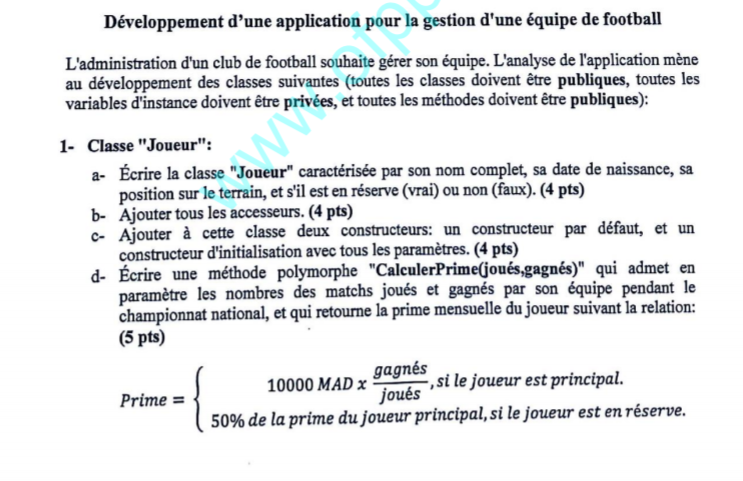 Développement d’une application pour la gestion d'une équipe de football
L'administration d'un club de football souhaite gérer son équipe. L'analyse de l'application mène
au développement des classes suivantes (toutes les classes doivent être publiques, toutes les
variables d'instance doivent être privées, et toutes les méthodes doivent être publiques):
1- Classe "Joueur":
a- Écrire la classe "Joueur" caractérisée par son nom complet, sa date de naissance, sa
position sur le terrain, et s'il est en réserve (vrai) ou non (faux). (4 pts)
b- Ajouter tous les accesseurs. (4 pts)
c- Ajouter à cette classe deux constructeurs: un constructeur par défaut, et un
constructeur d'initialisation avec tous les paramètres. (4 pts)
d- Écrire une méthode polymorphe "CalculerPrime(joués,gagnés)" qui admet en
paramètre les nombres des matchs joués et gagnés par son équipe pendant le
championnat national, et qui retourne la prime mensuelle du joueur suivant la relation:
(5 pts)
Prime = { 10000 MAD x gagnés / joués , si le joueur est principal.
50% de la prime du joueur principal, si le joueur est en réserve.